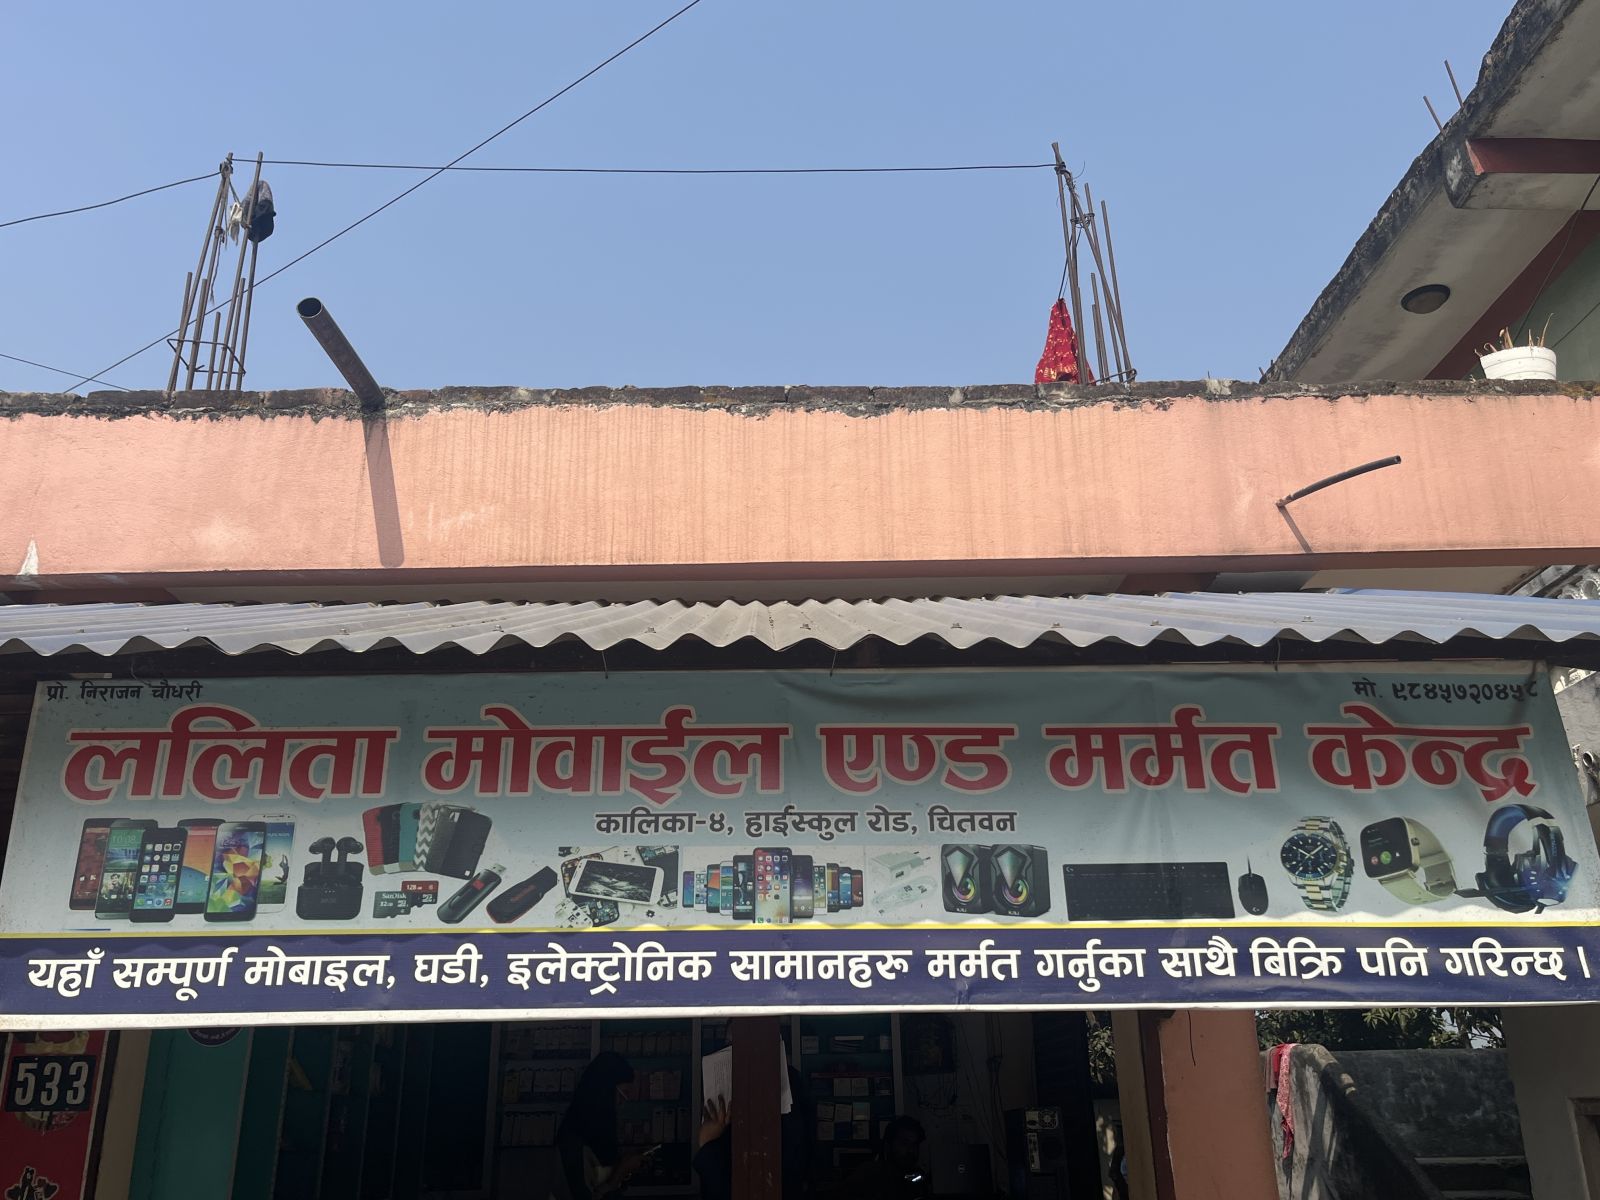 प्रो. निराजन चौधरी
मो. ९८४५७२०४५८
ललिता मोवाईल एण्ड मर्मत केन्द्र
कालिका-४, हाईस्कुल रोड, चितवन
SanDisk
यहाँ सम्पूर्ण मोबाइल, घडी, इलेक्ट्रोनिक सामानहरू मर्मत गर्नुका साथै बिक्रि पनि गरिन्छ ।
533